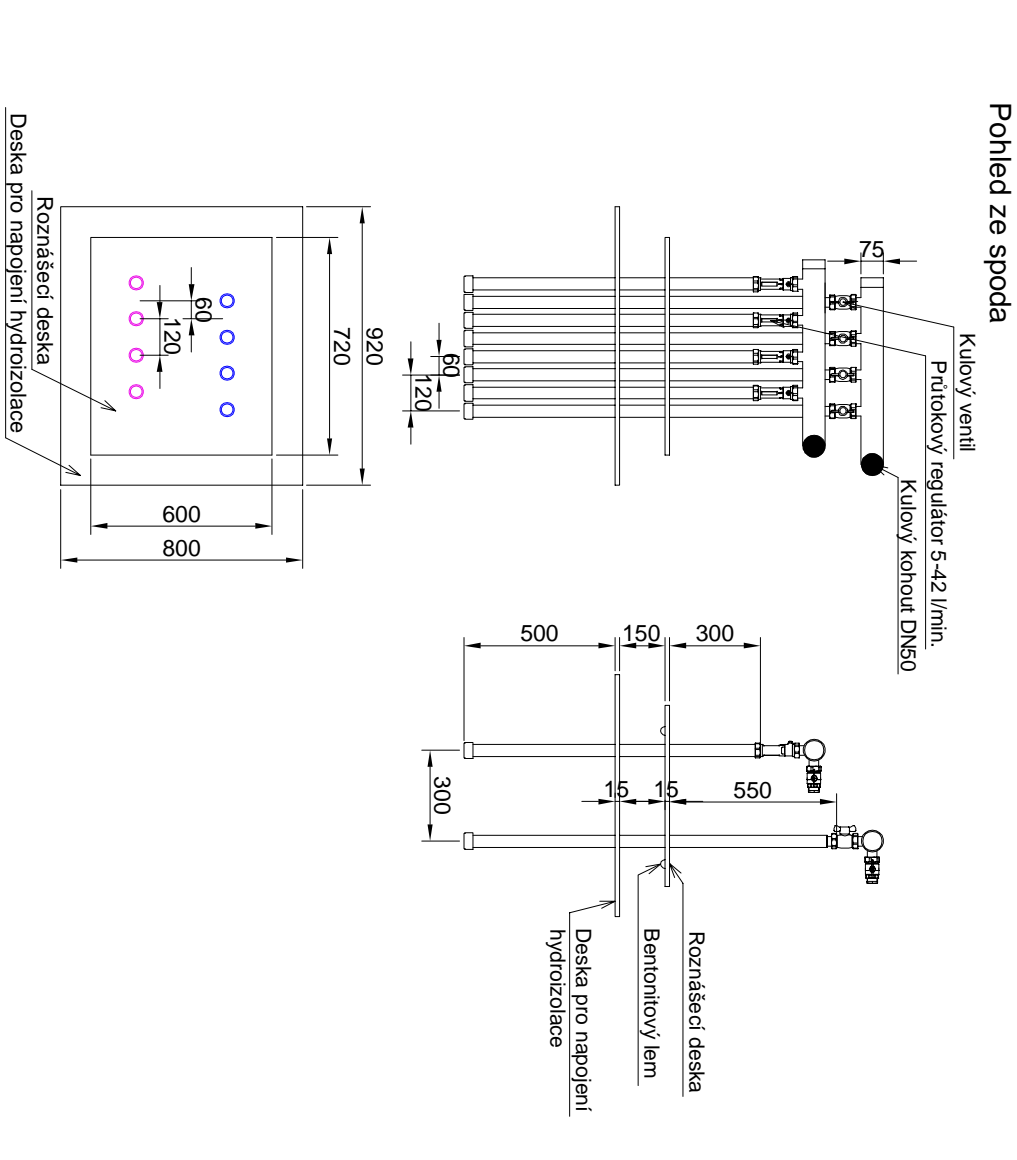 Pohled ze spoda
75
Kulový ventil
Průtokový regulátor 5-42 l/min.
Kulový kohout DN50
60
120
920
720
60
120
600
800
Roznášecí deska
Deska pro napojení hydroizolace
500
150
300
15
15
550
300
Roznášecí deska
Bentonitový lem
Deska pro napojení
hydroizolace